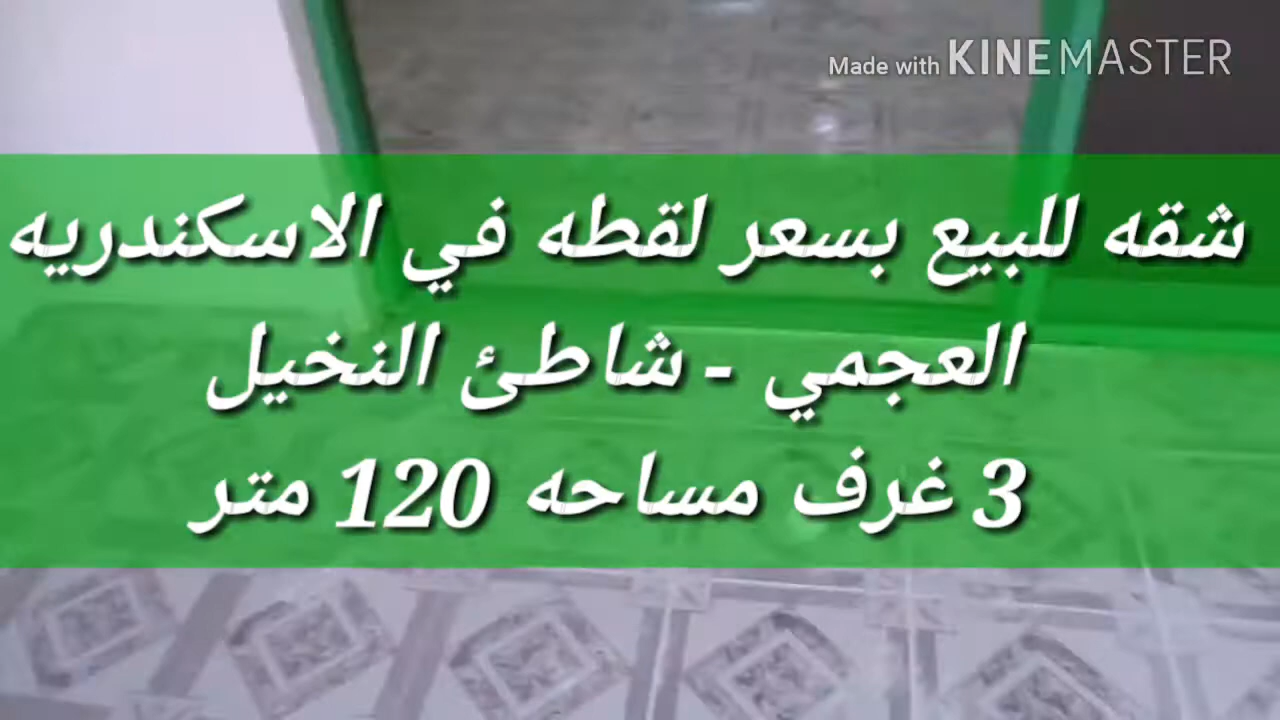 Made with KINEMASTER
شقه للبيع بسعر لقطه في الاسكندريه
العجمي - شاطئ النخيل
3 غرف مساحه 120 متر